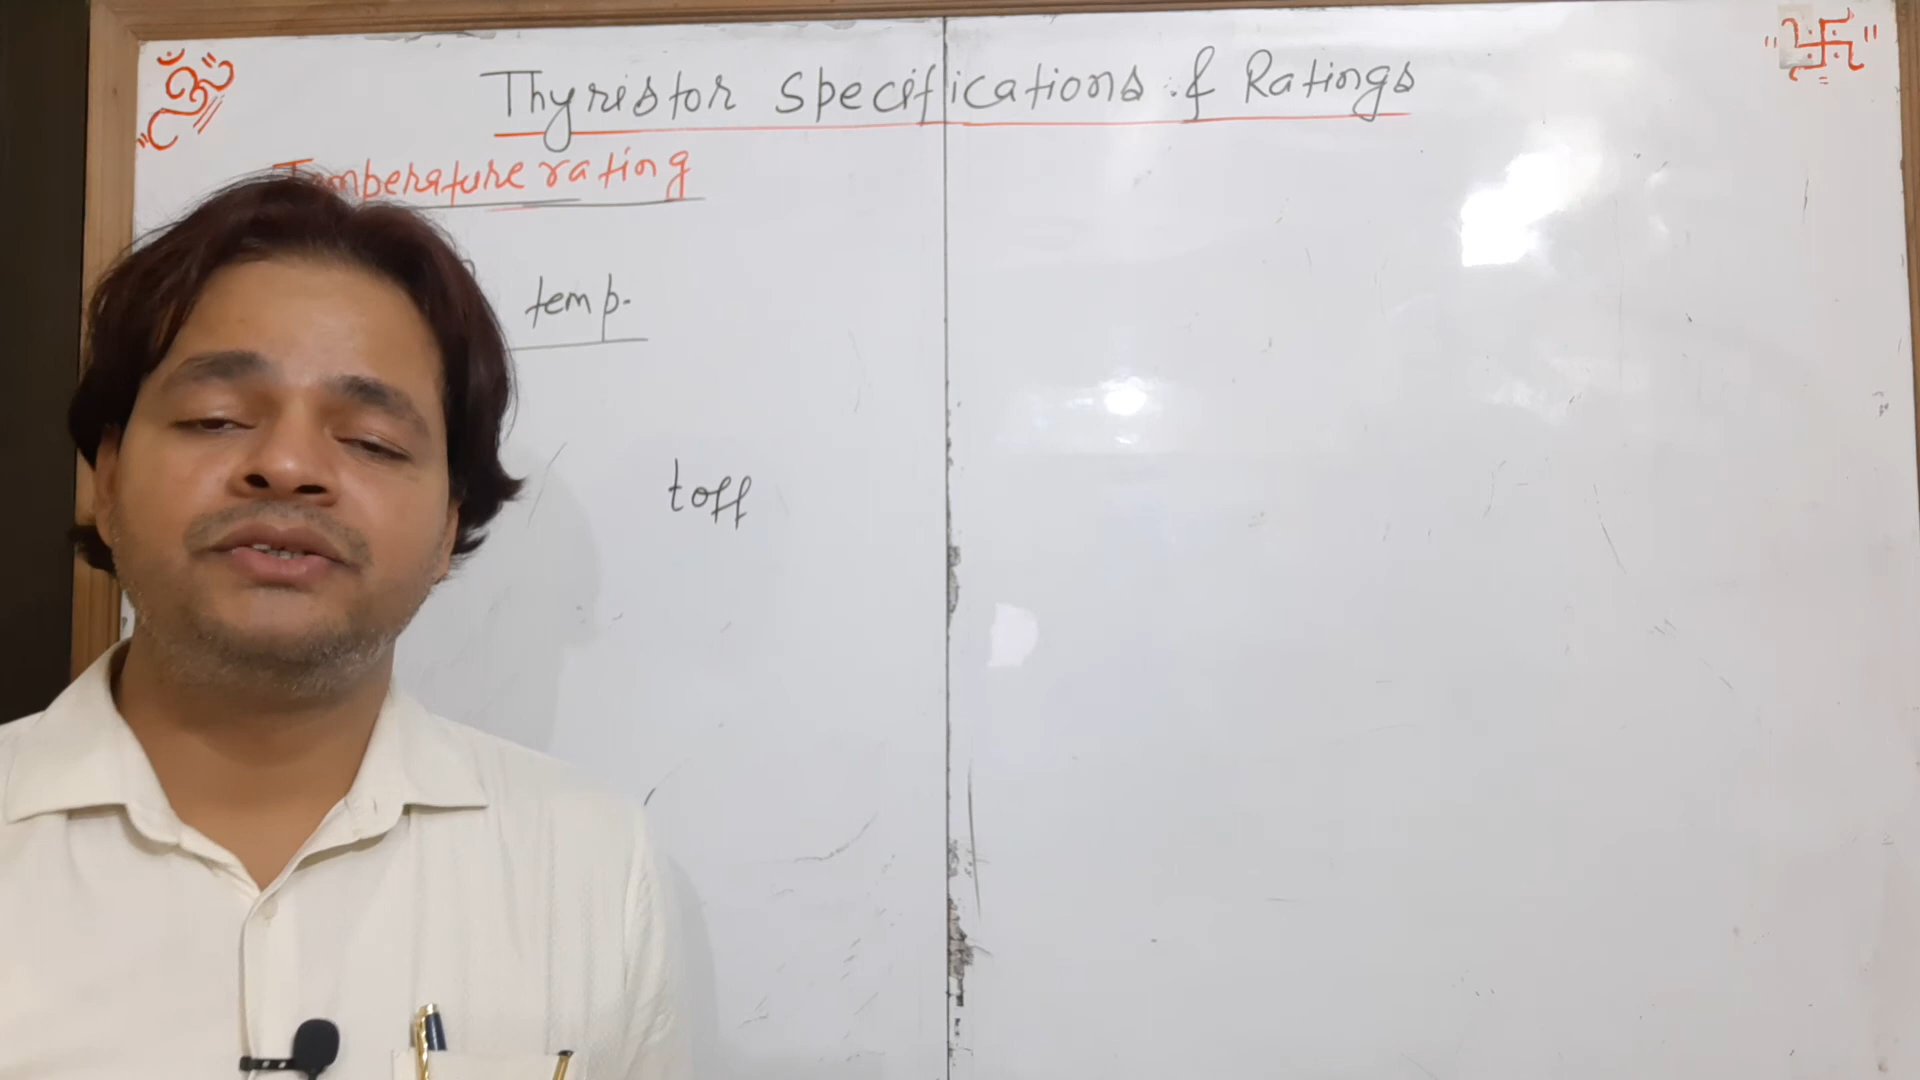 ॐ
Thyristor specifications & Ratings
Temperature rating
temp.
toff